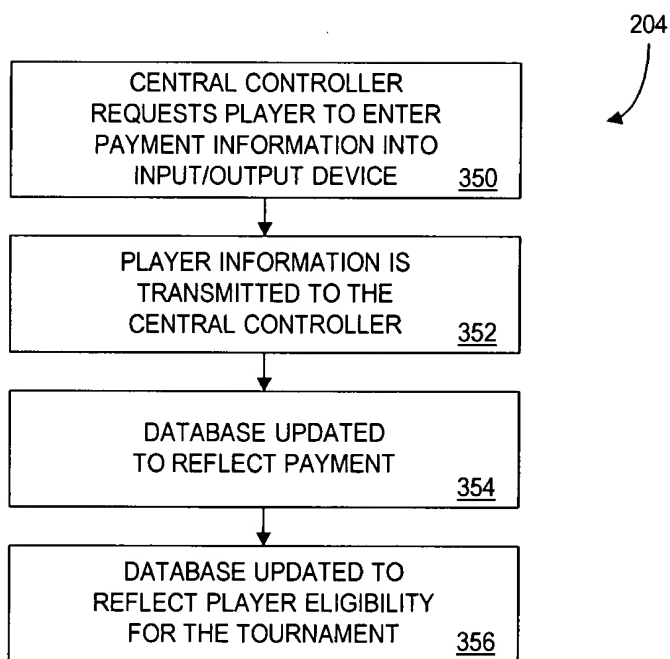 204
CENTRAL CONTROLLER
REQUESTS PLAYER TO ENTER
PAYMENT INFORMATION INTO
INPUT/OUTPUT DEVICE 350
PLAYER INFORMATION IS
TRANSMITTED TO THE
CENTRAL CONTROLLER 352
DATABASE UPDATED
TO REFLECT PAYMENT
354
DATABASE UPDATED TO
REFLECT PLAYER ELIGIBILITY
FOR THE TOURNAMENT 356